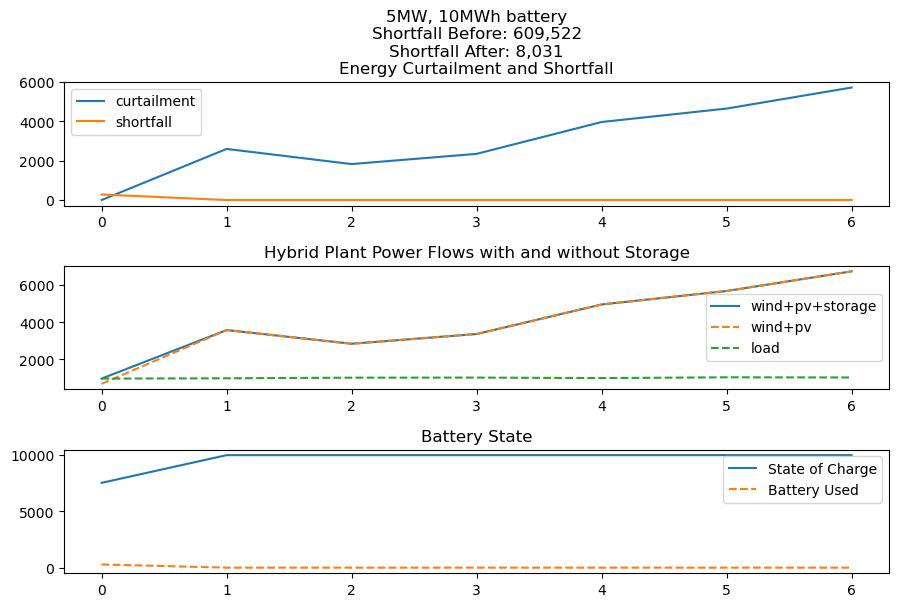 5MW, 10MWh battery
Shortfall Before: 609,522
Shortfall After: 8,031
Energy Curtailment and Shortfall
6000
4000
2000
0
curtailment
shortfall
0 1 2 3 4 5 6
Hybrid Plant Power Flows with and without Storage
6000
4000
2000
wind+pv+storage
wind+pv
load
0 1 2 3 4 5 6
Battery State
10000
5000
0
State of Charge
Battery Used
0 1 2 3 4 5 6